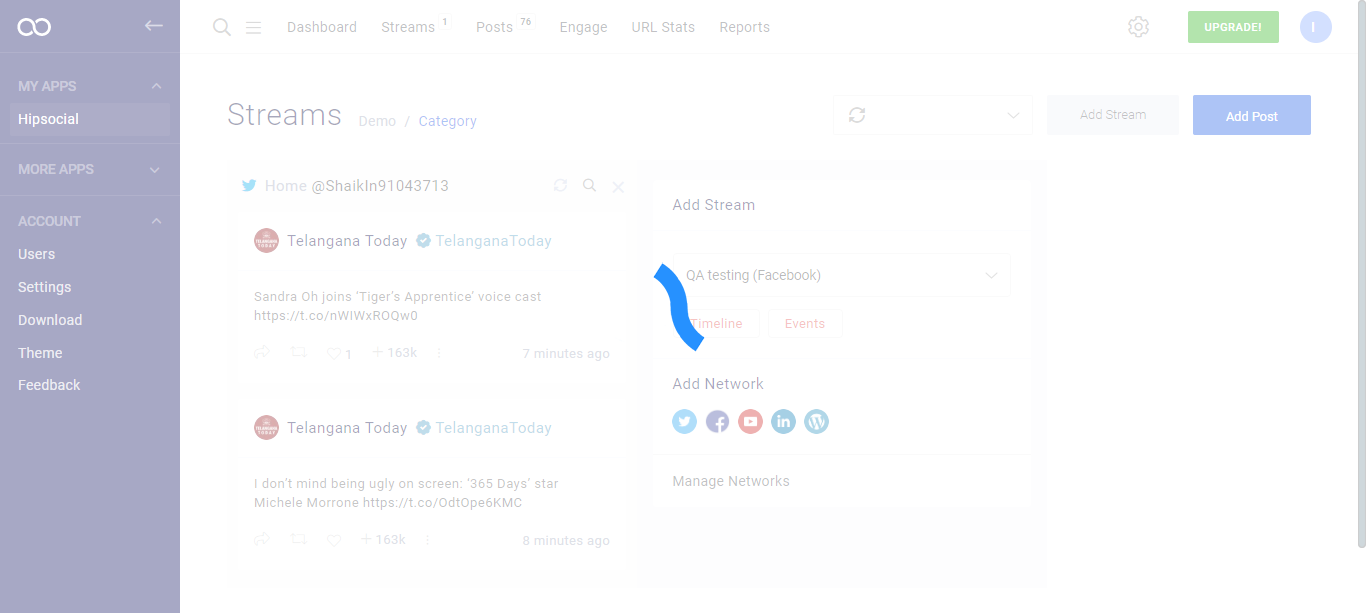 Dashboard
Streams 1
Posts 76
Engage
URL Stats
Reports
UPGRADE!
I
MY APPS
Hipsocial
MORE APPS
ACCOUNT
Users
Settings
Download
Theme
Feedback
Streams
Demo / Category
Add Stream
Add Post
Home @ShaikIn91043713
Telangana Today TelanganaToday
Sandra Oh joins ‘Tiger’s Apprentice’ voice cast
https://t.co/nWIWxROQw0
1 +163k 7 minutes ago
Telangana Today TelanganaToday
I don’t mind being ugly on screen: ‘365 Days’ star
Michele Morrone https://t.co/OdtOpe6KMC
+163k 8 minutes ago
Add Stream
QA testing (Facebook)
Timeline
Events
Add Network
Manage Networks